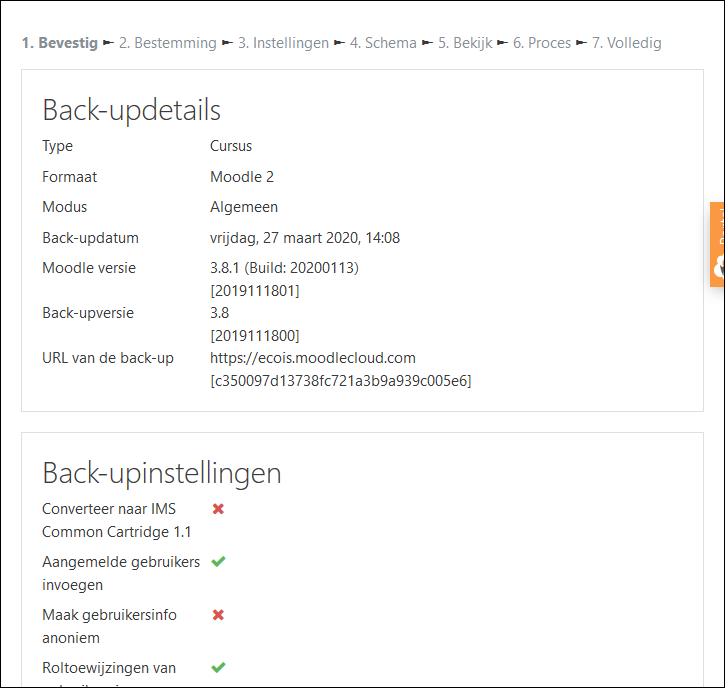 1. Bevestig ► 2. Bestemming ► 3. Instellingen ► 4. Schema ► 5. Bekijk ► 6. Proces ► 7. Volledig
Back-updetails
Type Cursus
Formaat Moodle 2
Modus Algemeen
Back-updatum vrijdag, 27 maart 2020, 14:08
Moodle versie 3.8.1 (Build: 20200113)
[2019111801]
Back-upversie 3.8
[2019111800]
URL van de back-up https://ecois.moodlecloud.com
[c350097d13738fc721a3b9a939c005e6]
Back-upinstellingen
Converteer naar IMS
Common Cartridge 1.1
Aangemelde gebruikers
invoegen
Maak gebruikersinfo
anoniem
Roltoewijzingen van